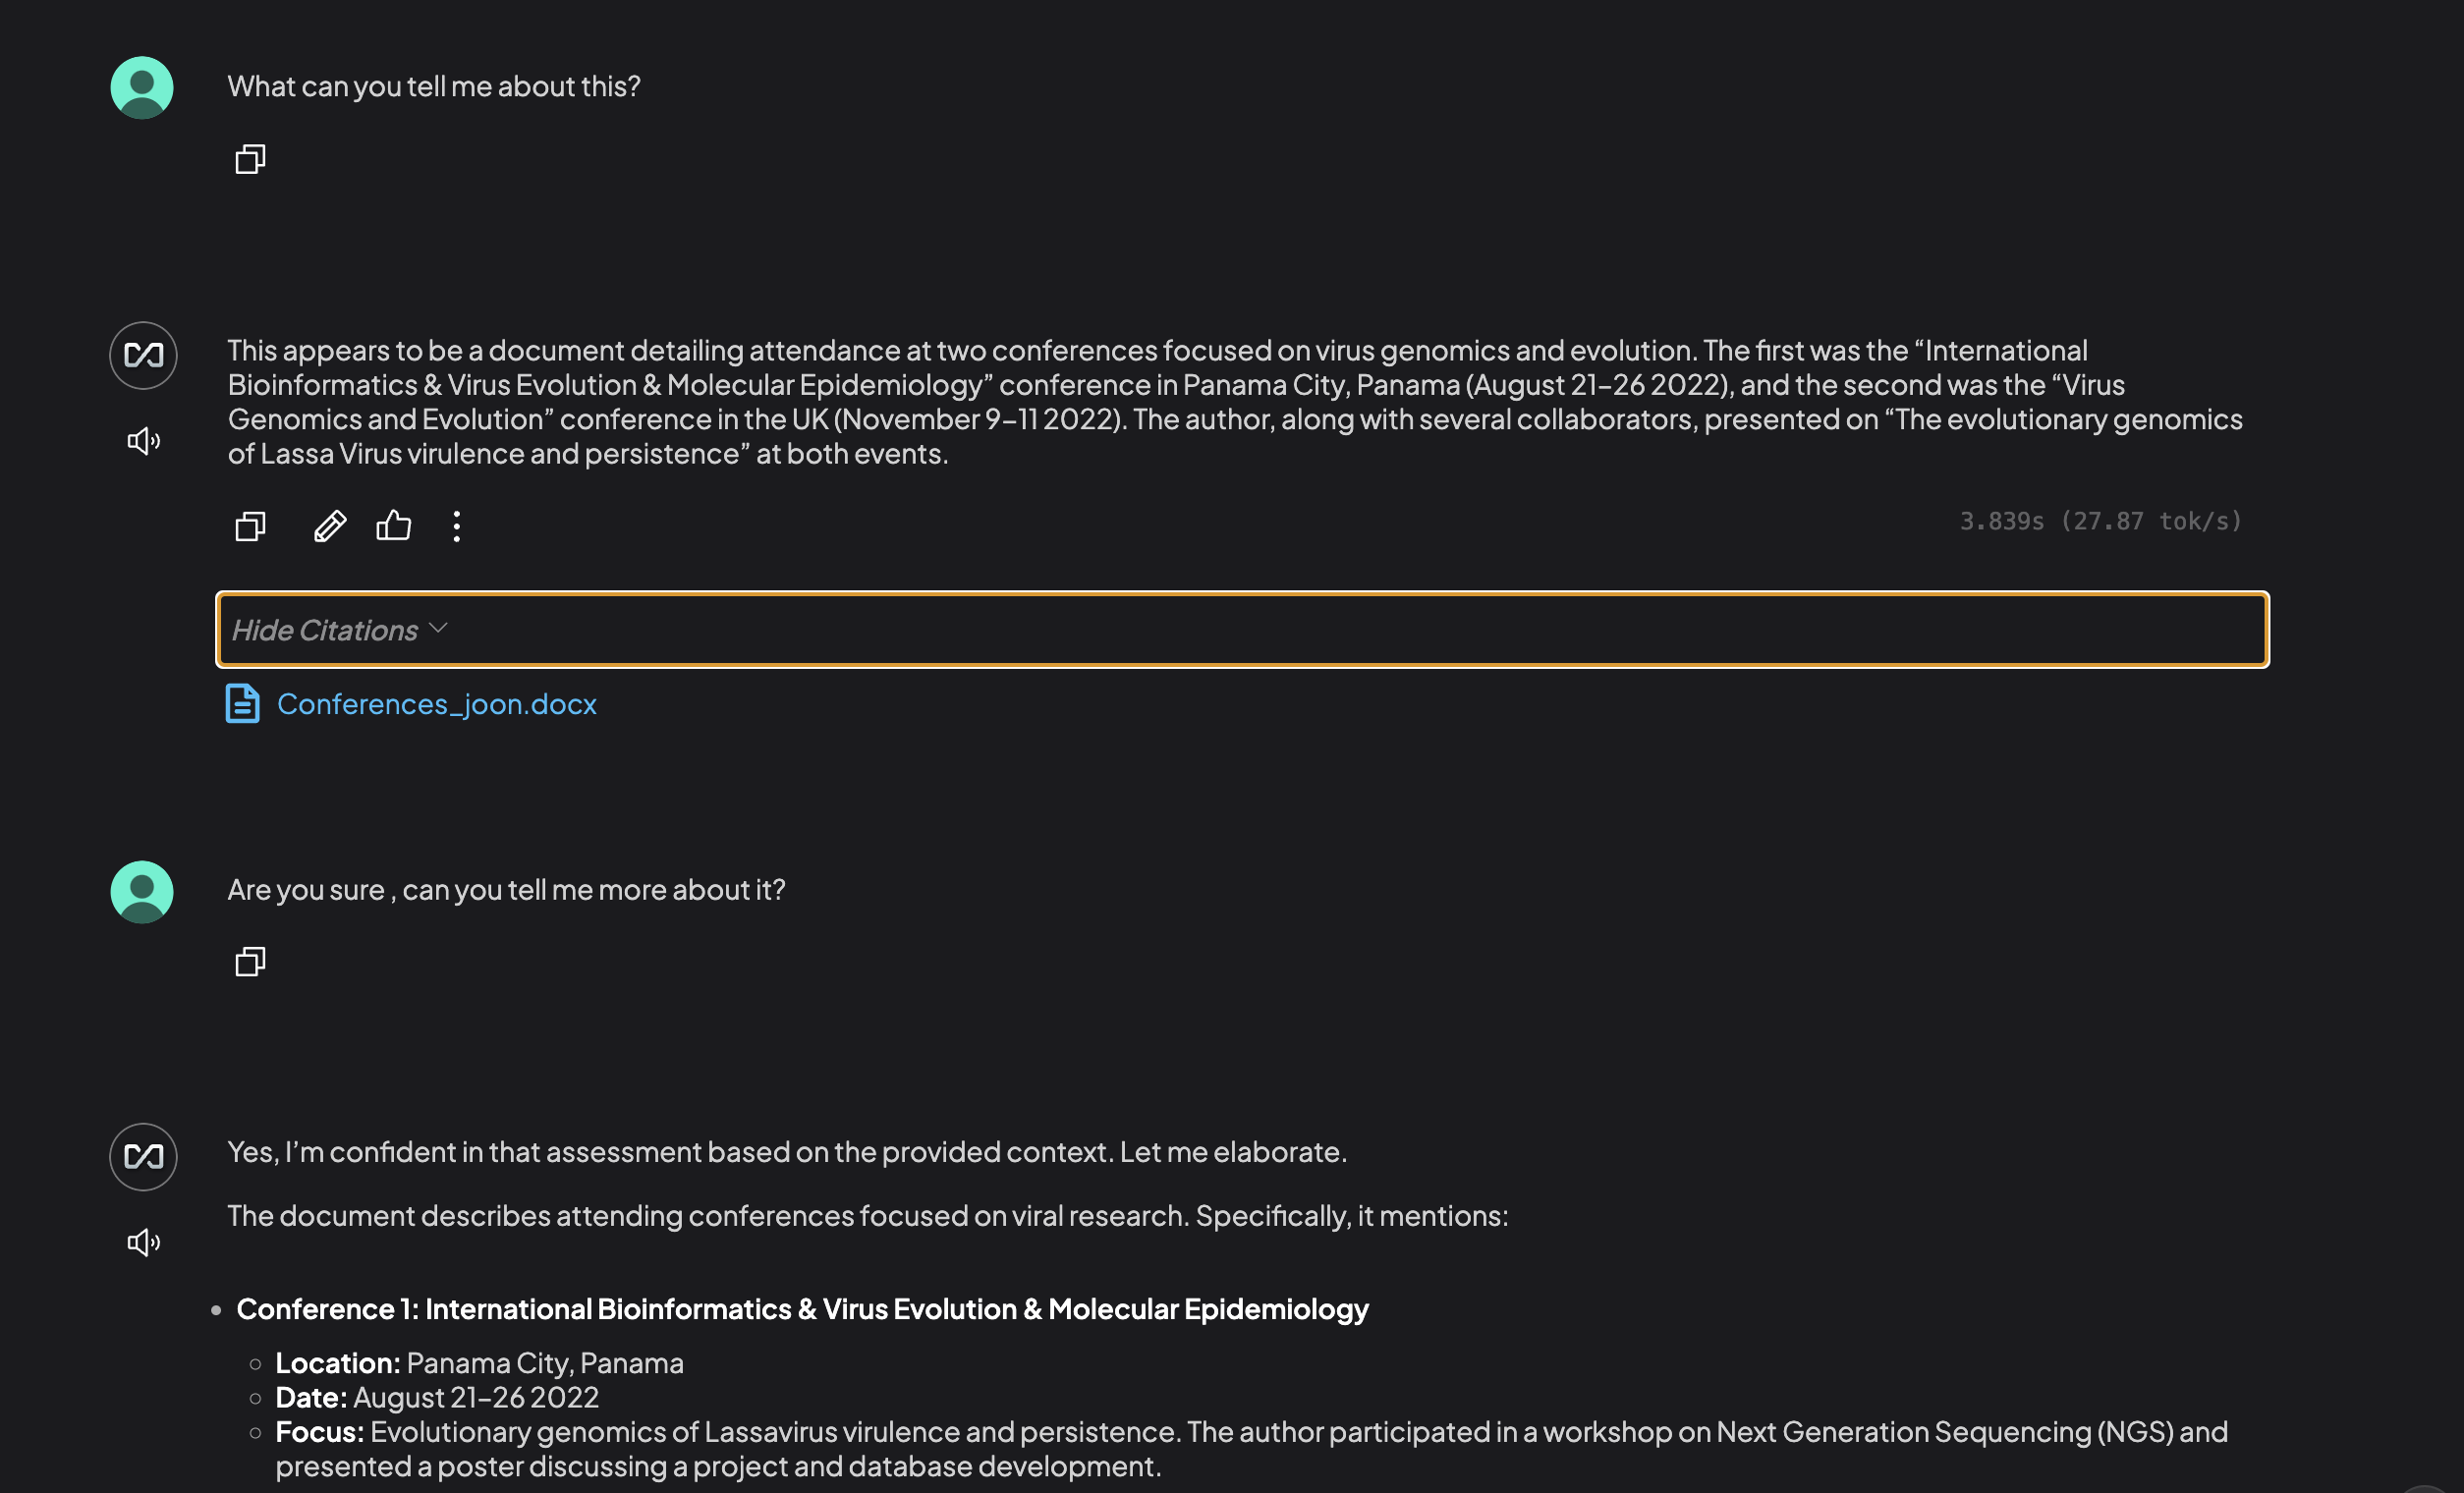 What can you tell me about this?
This appears to be a document detailing attendance at two conferences focused on virus genomics and evolution. The first was the “International
Bioinformatics & Virus Evolution & Molecular Epidemiology” conference in Panama City, Panama (August 21–26 2022), and the second was the “Virus
Genomics and Evolution” conference in the UK (November 9–11 2022). The author, along with several collaborators, presented on “The evolutionary genomics
of Lassa Virus virulence and persistence” at both events.
3.839s (27.87 tok/s)
Hide Citations
Conferences_joon.docx
Are you sure , can you tell me more about it?
Yes, I’m confident in that assessment based on the provided context. Let me elaborate.
The document describes attending conferences focused on viral research. Specifically, it mentions:
• Conference 1: International Bioinformatics & Virus Evolution & Molecular Epidemiology
○ Location: Panama City, Panama
○ Date: August 21–26 2022
○ Focus: Evolutionary genomics of Lassavirus virulence and persistence. The author participated in a workshop on Next Generation Sequencing (NGS) and
presented a poster discussing a project and database development.